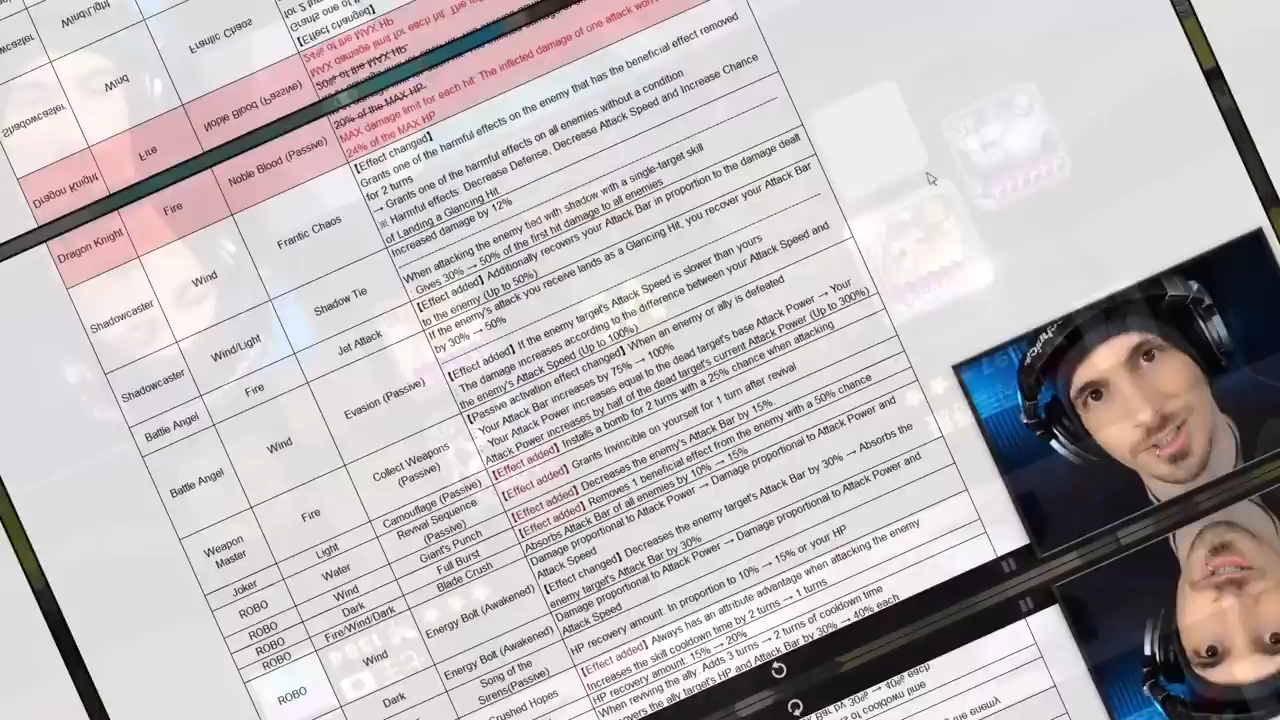 Frantic Chaos
【Effect changed】
24% of the MAX HP
MAX damage limit for each hit:
20% of the MAX HP
Wind
Shadowcaster
Noble Blood (Passive)
Fire
Dragon Knight
20% of the MAX HP
MAX damage limit for each hit: The inflicted damage of one attack won't
24% of the MAX HP
Dragon Knight
Fire
Noble Blood (Passive)
【Effect changed】
Grants one of the harmful effects on the enemy that has the beneficial effect removed
for 2 turns
→ Grants one of the harmful effects on all enemies without a condition
※ Harmful effects: Decrease Defense, Decrease Attack Speed and Increase Chance
of Landing a Glancing Hit
Shadowcaster
Wind
Frantic Chaos
Increased damage by 12%
When attacking the enemy tied with shadow with a single-target skill
Gives 30% → 50% of the first hit damage to all enemies
Shadowcaster
Wind/Light
Shadow Tie
【Effect added】 Additionally recovers your Attack Bar in proportion to the damage dealt
to the enemy (Up to 50%)
Battle Angel
Fire
Jet Attack
If the enemy's attack you receive lands as a Glancing Hit, you recover your Attack Bar
by 30% → 50%
【Effect added】 If the enemy target's Attack Speed is slower than yours
The damage increases according to the difference between your Attack Speed and
the enemy's Attack Speed (Up to 100%)
Battle Angel
Wind
Evasion (Passive)
【Passive activation effect changed】 When an enemy or ally is defeated
Your Attack Bar increases by 75% → 100%
Your Attack Power increases equal to the dead target's base Attack Power → Your
Attack Power increases by half of the dead target's current Attack Power (Up to 300%)
Weapon
Master
Fire
Collect Weapons
(Passive)
【Effect added】 Installs a bomb for 2 turns with a 25% chance when attacking
Joker
Light
Camouflage (Passive)
【Effect added】 Grants Invincible on yourself for 1 turn after revival
ROBO
Water
Revival Sequence
(Passive)
【Effect added】 Decreases the enemy's Attack Bar by 15%.
ROBO
Wind
Giant's Punch
【Effect added】 Removes 1 beneficial effect from the enemy with a 50% chance
ROBO
Dark
Full Burst
Absorbs Attack Bar of all enemies by 10% → 15%
ROBO
Fire/Wind/Dark
Blade Crush
Damage proportional to Attack Power → Damage proportional to Attack Power and
Attack Speed
【Effect changed】 Decreases the enemy target's Attack Bar by 30% → Absorbs the
enemy target's Attack Bar by 30%
ROBO
Wind
Energy Bolt (Awakened)
Damage proportional to Attack Power → Damage proportional to Attack Power and
Attack Speed
Dark
Energy Bolt (Awakened)
HP recovery amount: In proportion to 10% → 15% or your HP
Song of the
Sirens(Passive)
【Effect added】 Always has an attribute advantage when attacking the enemy
Increases the skill cooldown time by 2 turns → 1 turns
HP recovery amount: 15% → 20%
Crushed Hopes
When reviving the ally: Adds 3 turns → 2 turns of cooldown time
the ally target's HP and Attack Bar by 30% → 40% each